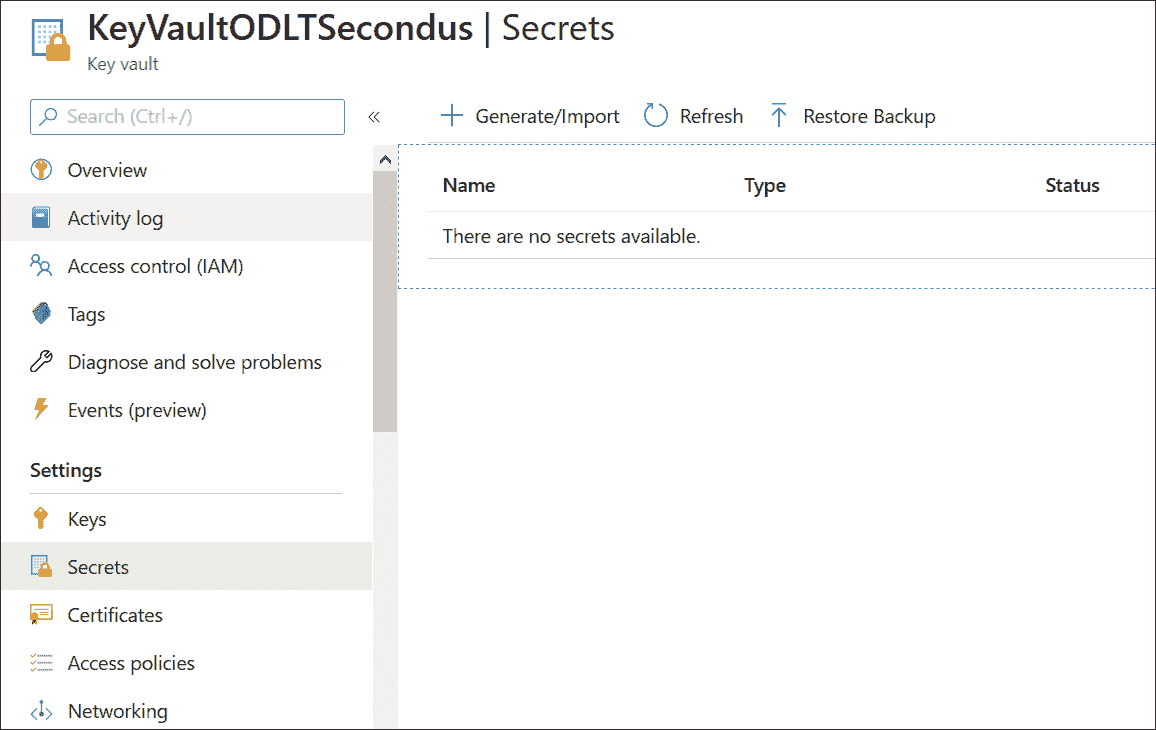 KeyVaultODLTSecondus | Secrets
Key vault
Search (Ctrl+/)
«
Generate/Import
Refresh
Restore Backup
Overview
Activity log
Access control (IAM)
Tags
Diagnose and solve problems
Events (preview)
Settings
Keys
Secrets
Certificates
Access policies
Networking
Name Type Status
There are no secrets available.